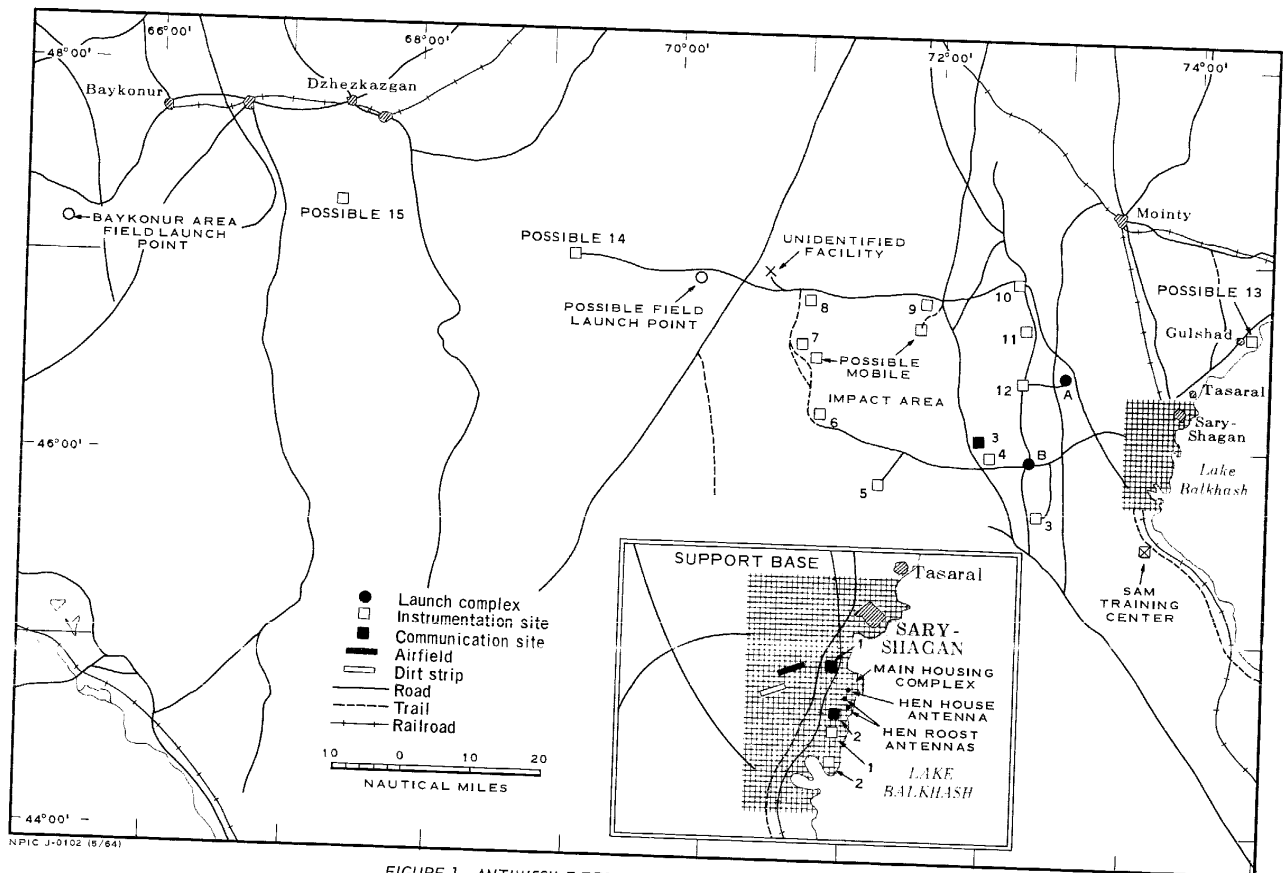 66°00'
68°00'
70°00'
72°00'
74°00'
48°00'
Baykonur
Dzhezkazgan
BAYKONUR AREA
FIELD LAUNCH
POINT
POSSIBLE 15
POSSIBLE 14
UNIDENTIFIED
FACILITY
POSSIBLE FIELD
LAUNCH POINT
Mointy
POSSIBLE 13
Gulshad
8
9
10
7
11
POSSIBLE
MOBILE
12
A
Tasaral
IMPACT AREA
6
46°00'
3
4
B
Sary-
Shagan
Lake
Balkhash
5
3
SAM
TRAINING
CENTER
Launch complex
Instrumentation site
Communication site
Airfield
Dirt strip
Road
Trail
Railroad
10 0 10 20
NAUTICAL MILES
SUPPORT BASE
Tasaral
SARY-
SHAGAN
1
MAIN HOUSING
COMPLEX
HEN HOUSE
ANTENNA
HEN ROOST
ANTENNAS
2
1
2
LAKE
BALKHASH
44°00'
NPIC J-0102 (5/64)
FIGURE 1.